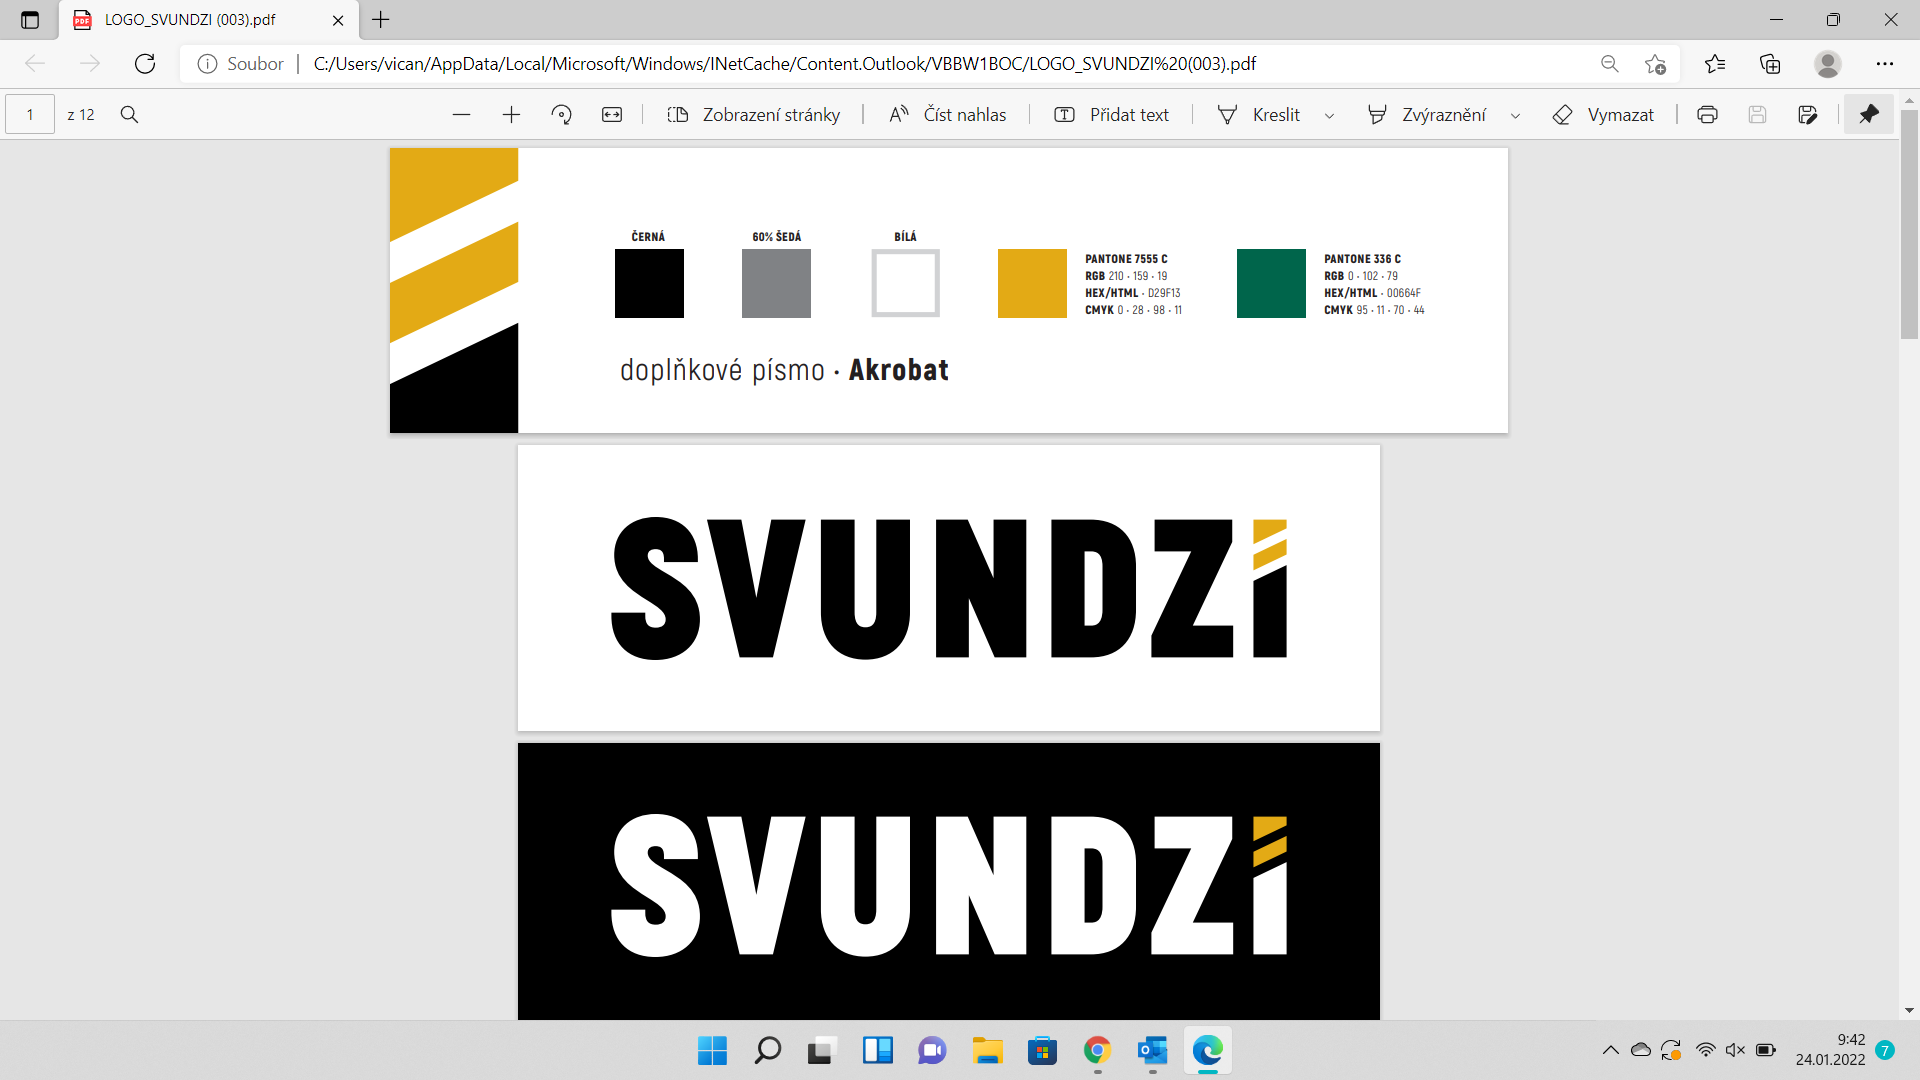 LOGO_SVUNDZI (003).pdf
Soubor
C:/Users/vican/AppData/Local/Microsoft/Windows/INetCache/Content.Outlook/VBBW1BOC/LOGO_SVUNDZI%20(003).pdf
1 z 12
Zobrazení stránky
Číst nahlas
Přidat text
Kreslit
Zvýraznění
Vymazat
ČERNÁ
60% ŠEDÁ
BÍLÁ
PANTONE 7555 C
RGB 210 · 159 · 19
HEX/HTML · D29F13
CMYK 0 · 28 · 98 · 11
PANTONE 336 C
RGB 0 · 102 · 79
HEX/HTML · 00664F
CMYK 95 · 11 · 70 · 44
doplňkové písmo · Akrobat
SVUNDZi
SVUNDZi
9:42
24.01.2022
7